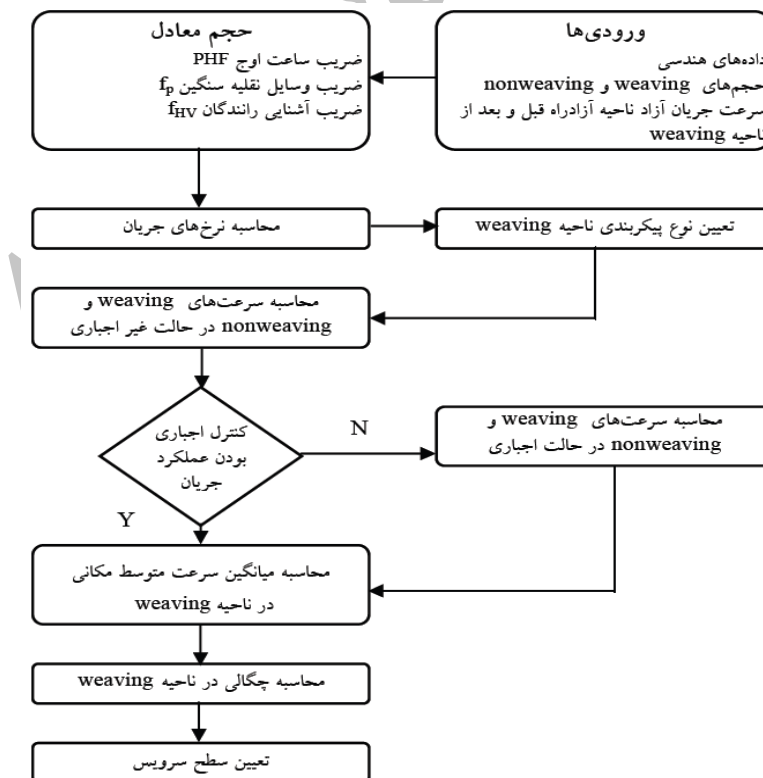 ورودی‌ها
داده‌های هندسی
حجم‌های weaving و nonweaving
سرعت جریان آزاد ناحیه آزادراه قبل و بعد از
ناحیه weaving
حجم معادل
ضریب ساعت اوج PHF
ضریب وسایل نقلیه سنگین fp
ضریب آشنایی رانندگان fHV
محاسبه نرخ‌های جریان
تعیین نوع پیکربندی ناحیه weaving
محاسبه سرعت‌های weaving و
nonweaving در حالت غیر اجباری
کنترل اجباری
بودن عملکرد
جریان
N
محاسبه سرعت‌های weaving و
nonweaving در حالت اجباری
Y
محاسبه میانگین سرعت متوسط مکانی
در ناحیه weaving
محاسبه چگالی در ناحیه weaving
تعیین سطح سرویس